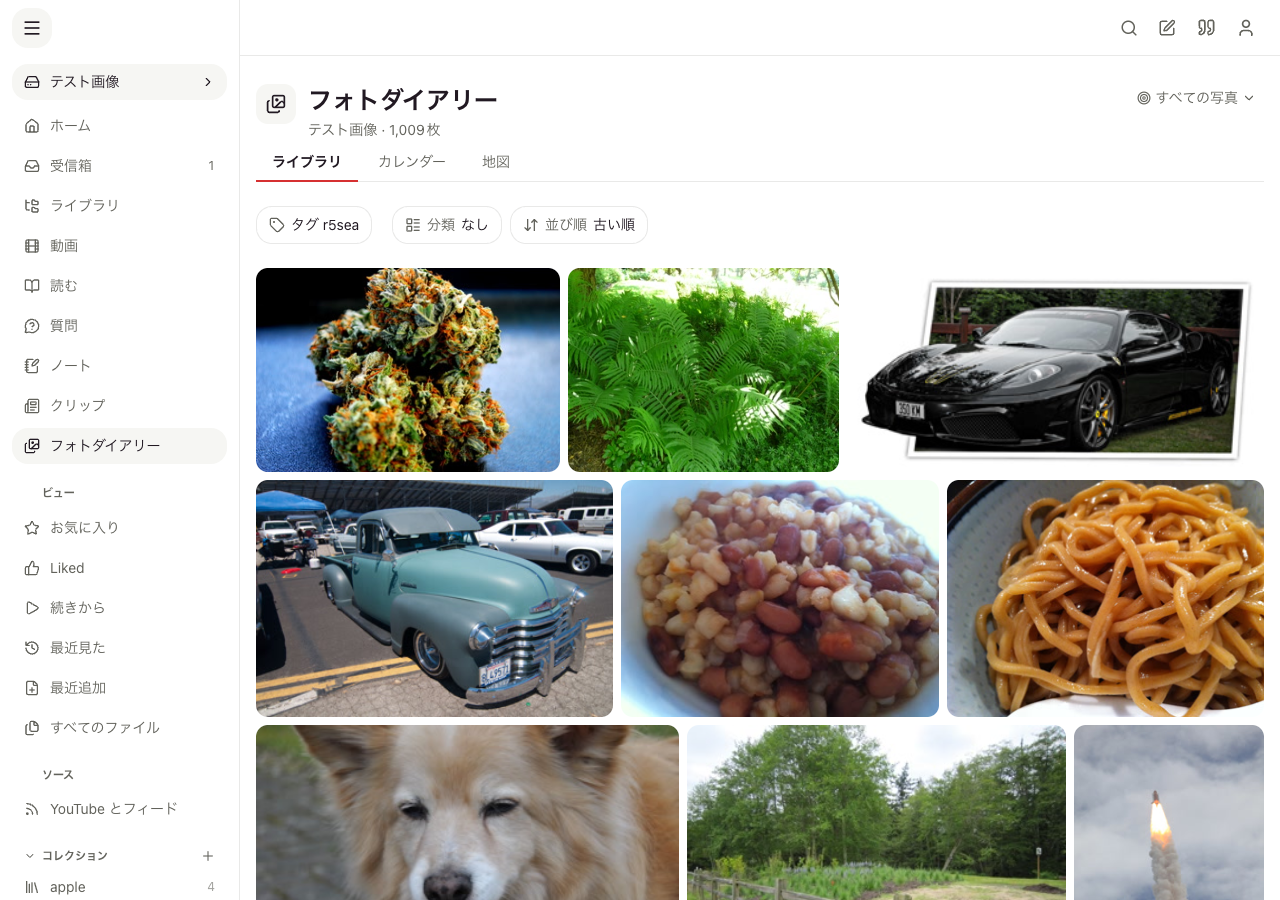 テスト画像
ホーム
受信箱 1
ライブラリ
動画
読む
質問
ノート
クリップ
フォトダイアリー
ビュー
お気に入り
Liked
続きから
最近見た
最近追加
すべてのファイル
ソース
YouTube とフィード
コレクション
apple 4
フォトダイアリー
テスト画像 · 1,009枚
すべての写真
ライブラリ カレンダー 地図
タグ r5sea 分類 なし 並び順 古い順
350 KM